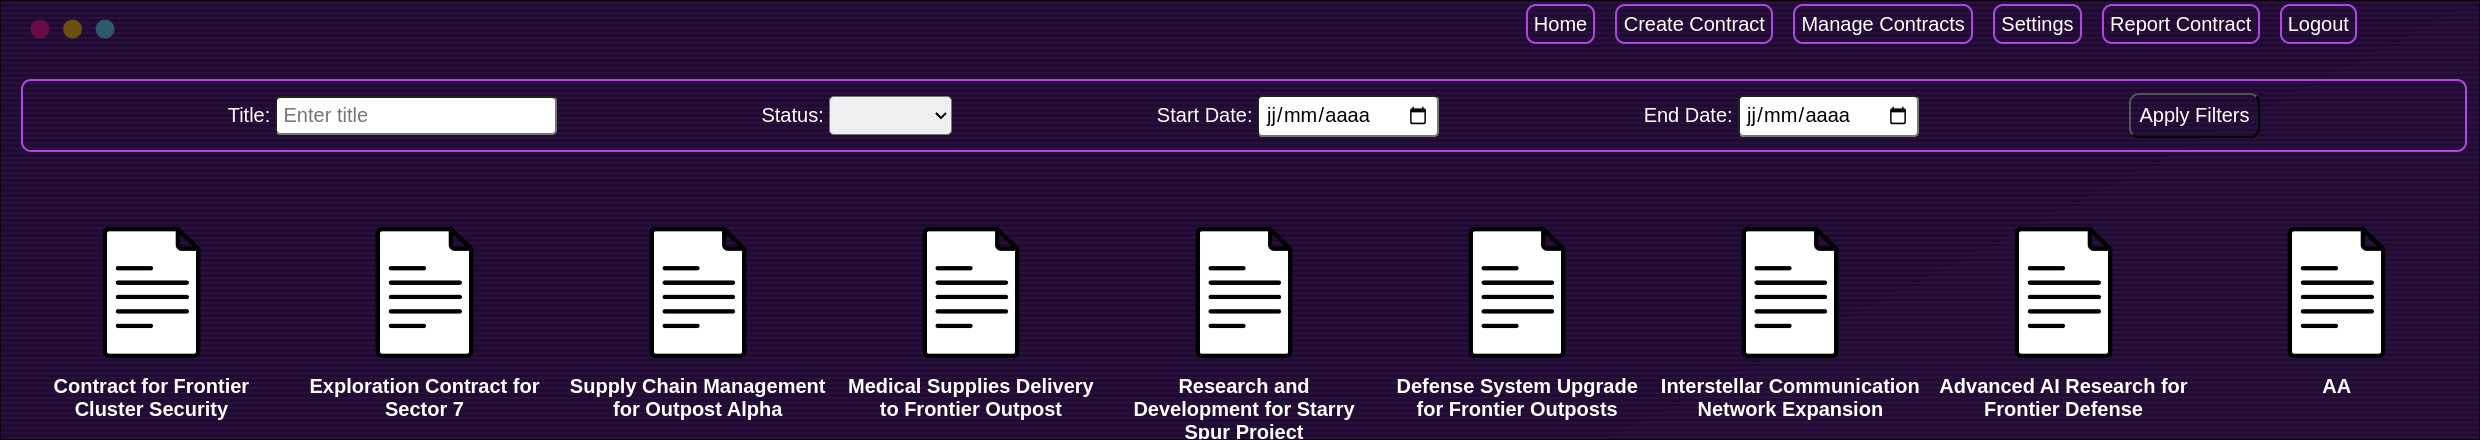 Home Create Contract Manage Contracts Settings Report Contract Logout
Title: Enter title Status: Start Date: jj/mm/aaaa End Date: jj/mm/aaaa Apply Filters
Contract for Frontier
Cluster Security
Exploration Contract for
Sector 7
Supply Chain Management
for Outpost Alpha
Medical Supplies Delivery
to Frontier Outpost
Research and
Development for Starry
Spur Project
Defense System Upgrade
for Frontier Outposts
Interstellar Communication
Network Expansion
Advanced AI Research for
Frontier Defense
AA